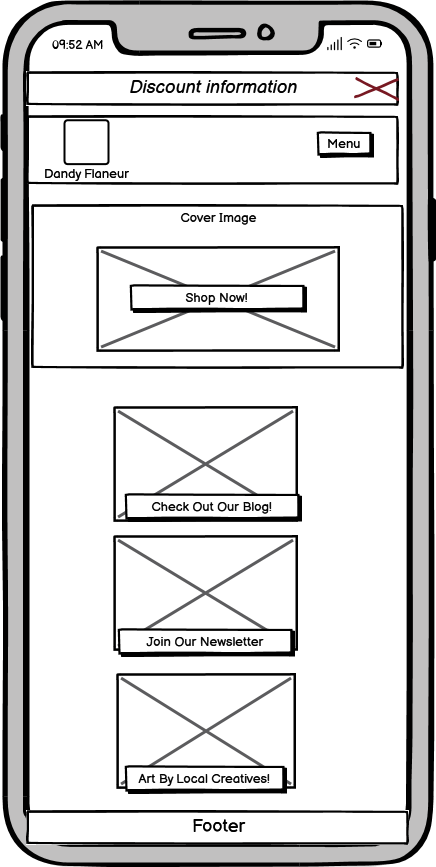 09:52 AM
Discount information
Menu
Dandy Flaneur
Cover Image
Shop Now!
Check Out Our Blog!
Join Our Newsletter
Art By Local Creatives!
Footer